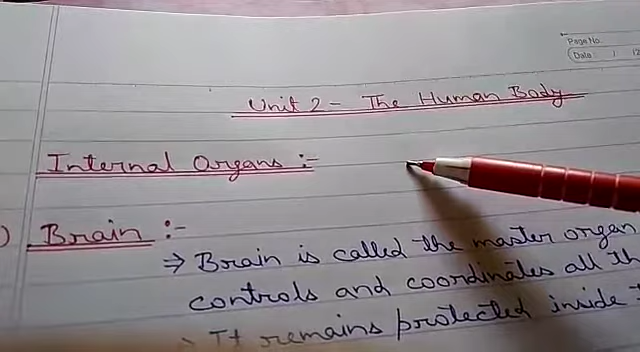 Page No.
Date / 12
Unit 2 - The Human Body
Internal Organs :-
) Brain :-
⇒ Brain is called the master organ
controls and coordinates all th
It remains protected inside t